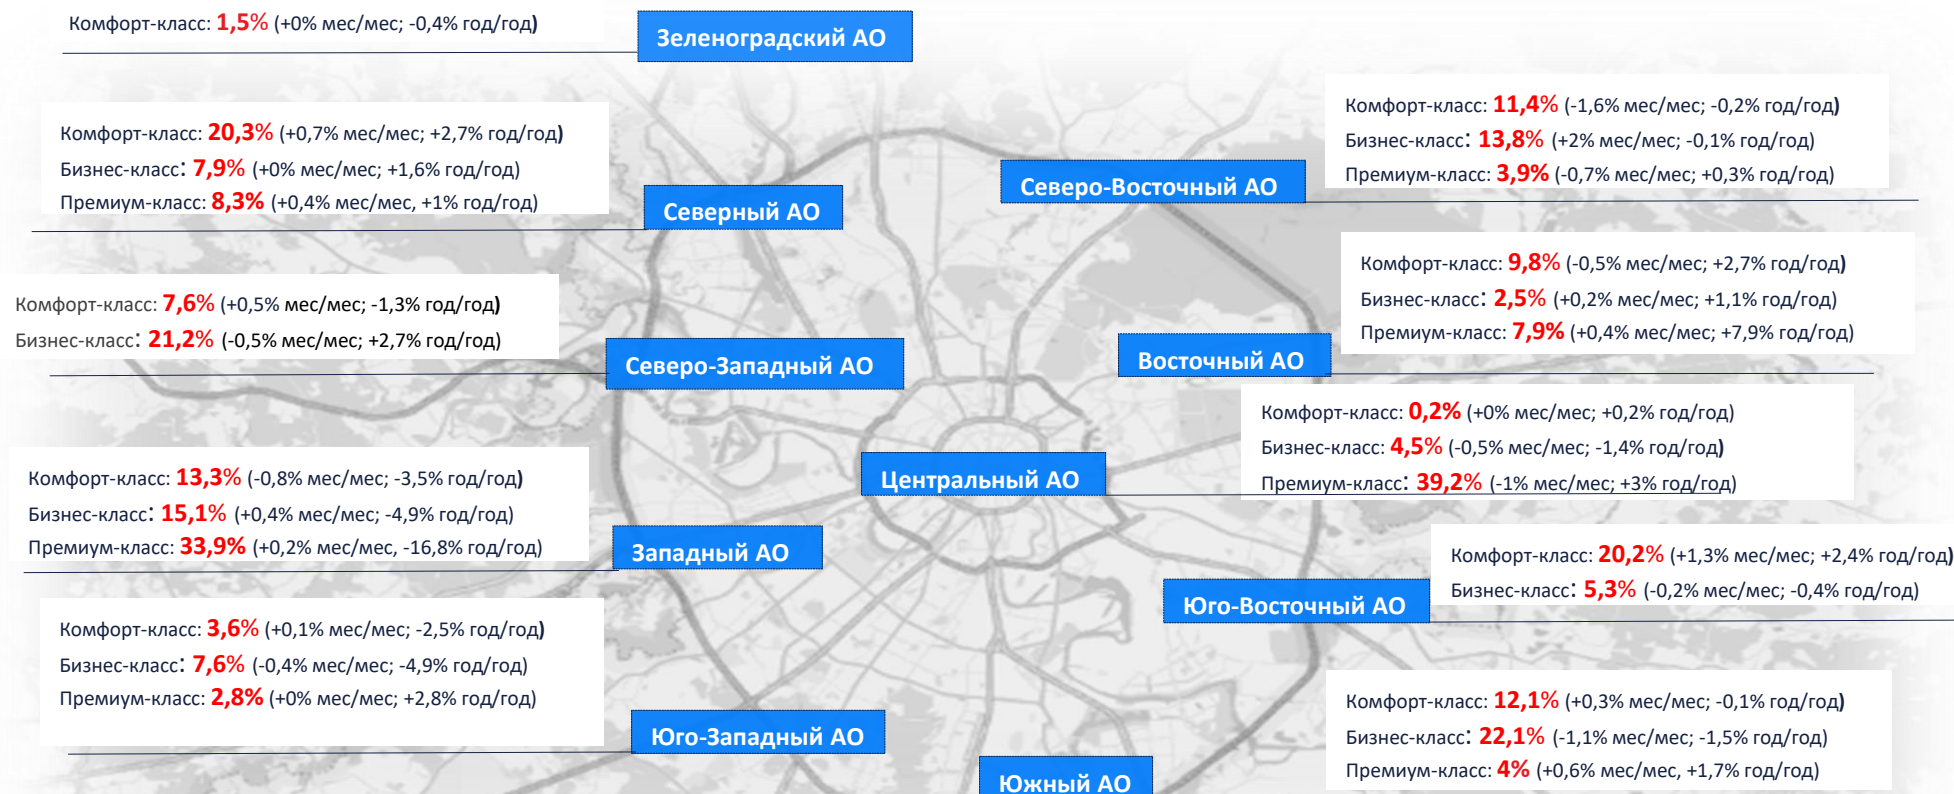 Комфорт-класс: 1,5% (+0% мес/мес; -0,4% год/год)
Зеленоградский АО
Комфорт-класс: 20,3% (+0,7% мес/мес; +2,7% год/год)
Бизнес-класс: 7,9% (+0% мес/мес; +1,6% год/год)
Премиум-класс: 8,3% (+0,4% мес/мес, +1% год/год)
Северный АО
Комфорт-класс: 11,4% (-1,6% мес/мес; -0,2% год/год)
Бизнес-класс: 13,8% (+2% мес/мес; -0,1% год/год)
Премиум-класс: 3,9% (-0,7% мес/мес; +0,3% год/год)
Северо-Восточный АО
Комфорт-класс: 7,6% (+0,5% мес/мес; -1,3% год/год)
Бизнес-класс: 21,2% (-0,5% мес/мес; +2,7% год/год)
Северо-Западный АО
Комфорт-класс: 9,8% (-0,5% мес/мес; +2,7% год/год)
Бизнес-класс: 2,5% (+0,2% мес/мес; +1,1% год/год)
Премиум-класс: 7,9% (+0,4% мес/мес; +7,9% год/год)
Восточный АО
Комфорт-класс: 0,2% (+0% мес/мес; +0,2% год/год)
Бизнес-класс: 4,5% (-0,5% мес/мес; -1,4% год/год)
Премиум-класс: 39,2% (-1% мес/мес; +3% год/год)
Центральный АО
Комфорт-класс: 13,3% (-0,8% мес/мес; -3,5% год/год)
Бизнес-класс: 15,1% (+0,4% мес/мес; -4,9% год/год)
Премиум-класс: 33,9% (+0,2% мес/мес, -16,8% год/год)
Западный АО
Комфорт-класс: 20,2% (+1,3% мес/мес; +2,4% год/год)
Бизнес-класс: 5,3% (-0,2% мес/мес; -0,4% год/год)
Юго-Восточный АО
Комфорт-класс: 3,6% (+0,1% мес/мес; -2,5% год/год)
Бизнес-класс: 7,6% (-0,4% мес/мес; -4,9% год/год)
Премиум-класс: 2,8% (+0% мес/мес; +2,8% год/год)
Юго-Западный АО
Комфорт-класс: 12,1% (+0,3% мес/мес; -0,1% год/год)
Бизнес-класс: 22,1% (-1,1% мес/мес; -1,5% год/год)
Премиум-класс: 4% (+0,6% мес/мес, +1,7% год/год)
Южный АО